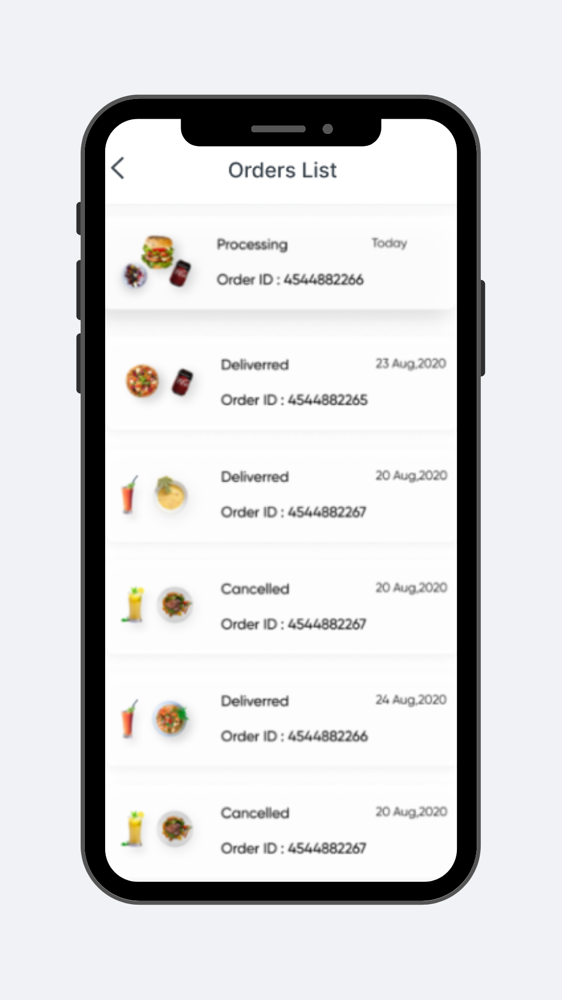 Orders List
Processing
Today
Order ID : 4544882266
Deliverred
23 Aug,2020
Order ID : 4544882265
Deliverred
20 Aug,2020
Order ID : 4544882267
Cancelled
20 Aug,2020
Order ID : 4544882267
Deliverred
24 Aug,2020
Order ID : 4544882266
Cancelled
20 Aug,2020
Order ID : 4544882267